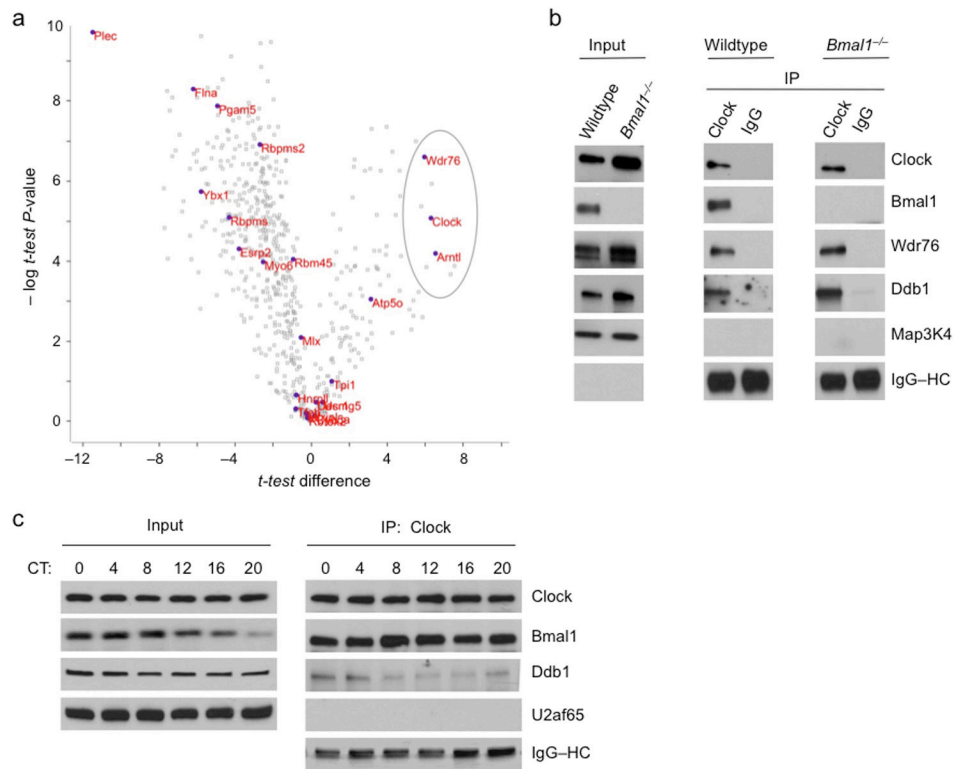 a
10
8
6
4
2
0
– log t-test P-value
Plec
Flna
Pgam5
Rbpms2
Wdr76
Ybx1
Rbpms
Clock
Esrp2
Myo6
Rbm45
Arntl
Atp5o
Mlx
Tpi1
−12
−8
−4
0
4
8
t-test difference
b
Input
Wildtype
Bmal1–/–
IP
Wildtype
Bmal1–/–
Clock
IgG
Clock
IgG
Clock
Bmal1
Wdr76
Ddb1
Map3K4
IgG–HC
c
Input
IP: Clock
CT:
0 4 8 12 16 20
0 4 8 12 16 20
Clock
Bmal1
Ddb1
U2af65
IgG–HC